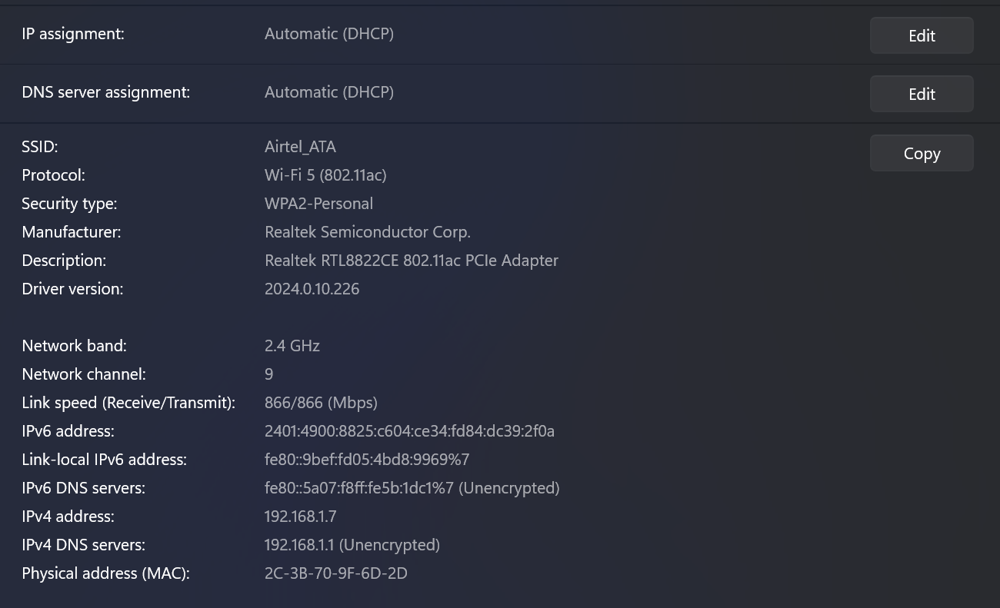 IP assignment: Automatic (DHCP) Edit
DNS server assignment: Automatic (DHCP) Edit
SSID: Airtel_ATA Copy
Protocol: Wi-Fi 5 (802.11ac)
Security type: WPA2-Personal
Manufacturer: Realtek Semiconductor Corp.
Description: Realtek RTL8822CE 802.11ac PCIe Adapter
Driver version: 2024.0.10.226
Network band: 2.4 GHz
Network channel: 9
Link speed (Receive/Transmit): 866/866 (Mbps)
IPv6 address: 2401:4900:8825:c604:ce34:fd84:dc39:2f0a
Link-local IPv6 address: fe80::9bef:fd05:4bd8:9969%7
IPv6 DNS servers: fe80::5a07:f8ff:fe5b:1dc1%7 (Unencrypted)
IPv4 address: 192.168.1.7
IPv4 DNS servers: 192.168.1.1 (Unencrypted)
Physical address (MAC): 2C-3B-70-9F-6D-2D